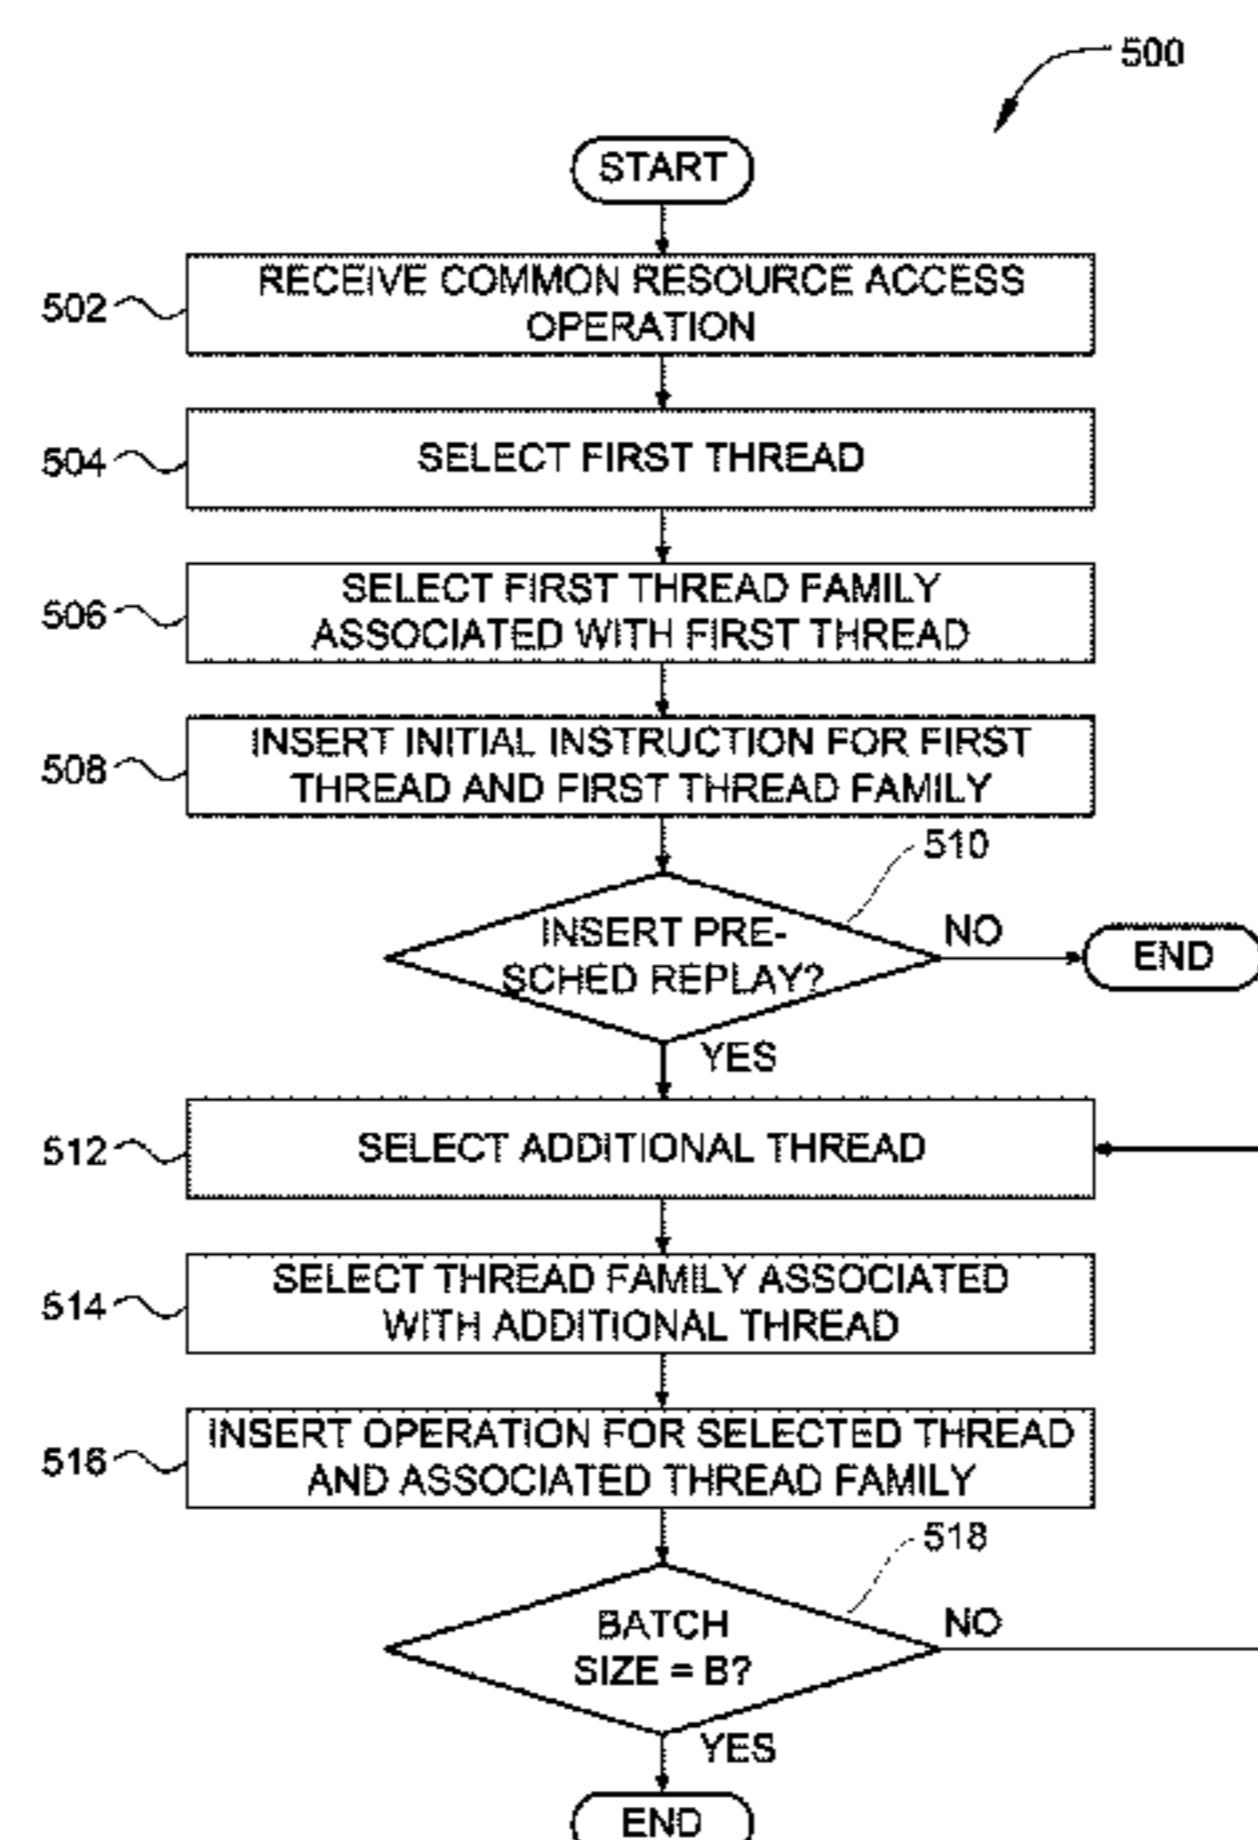 500
START
502
RECEIVE COMMON RESOURCE ACCESS
OPERATION
504
SELECT FIRST THREAD
506
SELECT FIRST THREAD FAMILY
ASSOCIATED WITH FIRST THREAD
508
INSERT INITIAL INSTRUCTION FOR FIRST
THREAD AND FIRST THREAD FAMILY
510
INSERT PRE-
SCHED REPLAY?
NO
END
YES
512
SELECT ADDITIONAL THREAD
514
SELECT THREAD FAMILY ASSOCIATED
WITH ADDITIONAL THREAD
516
INSERT OPERATION FOR SELECTED THREAD
AND ASSOCIATED THREAD FAMILY
518
BATCH
SIZE = B?
NO
YES
END